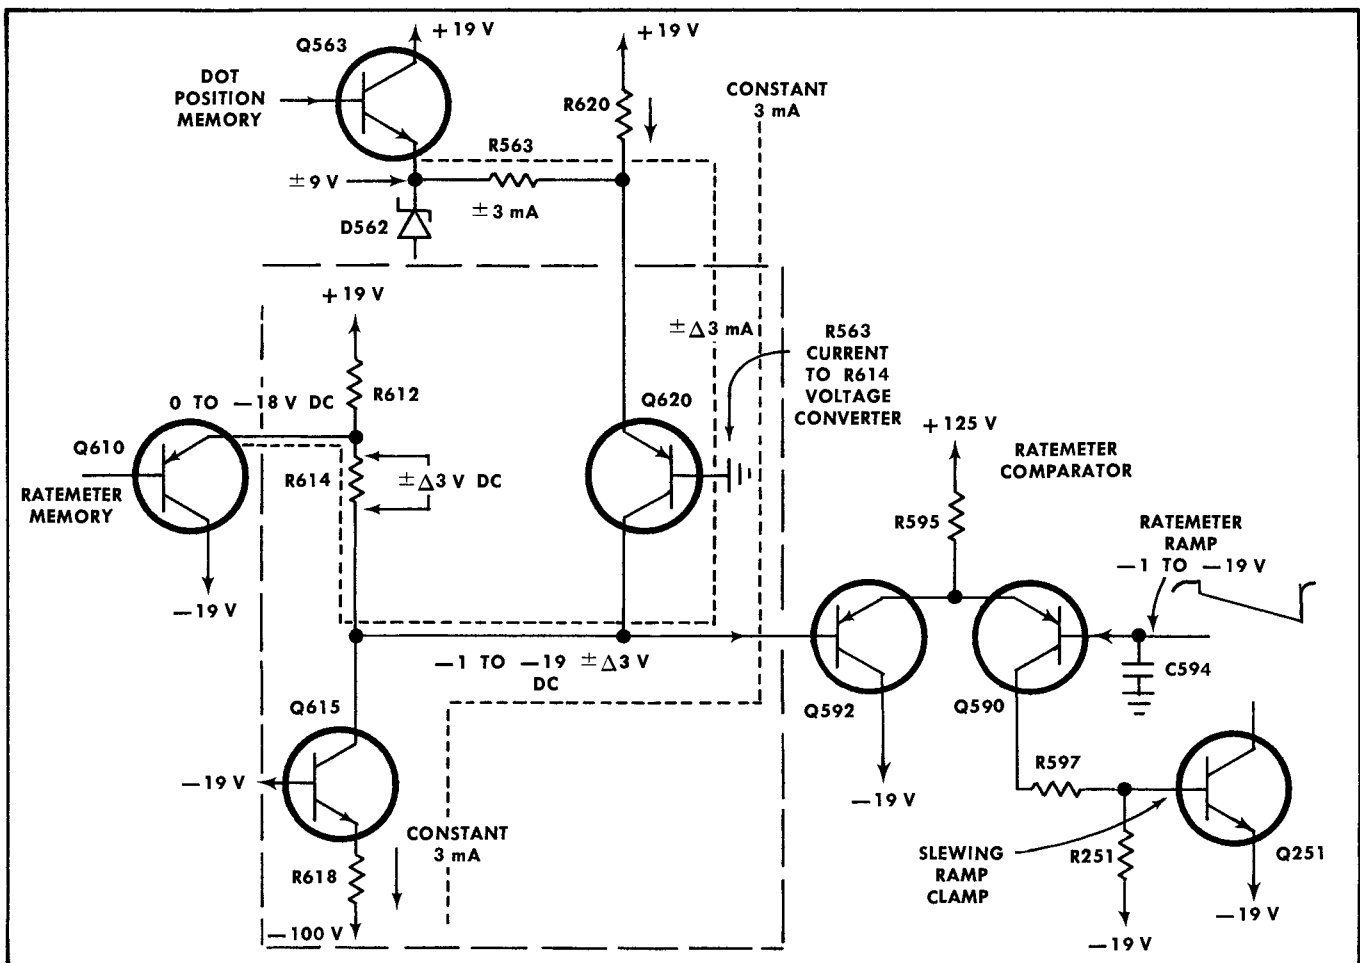 +19 V
Q563
DOT
POSITION
MEMORY
+19 V
R620
CONSTANT
3 mA
R563
±9 V
±3 mA
D562
+19 V
R612
0 TO −18 V DC
Q610
RATEMETER
MEMORY
−19 V
R614
±Δ3 V DC
±Δ3 mA
Q620
R563
CURRENT
TO R614
VOLTAGE
CONVERTER
+125 V
RATEMETER
COMPARATOR
R595
RATEMETER
RAMP
−1 TO −19 V
C594
−1 TO −19 ±Δ3 V
DC
Q592
−19 V
Q590
Q615
−19 V
CONSTANT
3 mA
R618
−100 V
R597
SLEWING
RAMP
CLAMP
R251
−19 V
Q251
−19 V